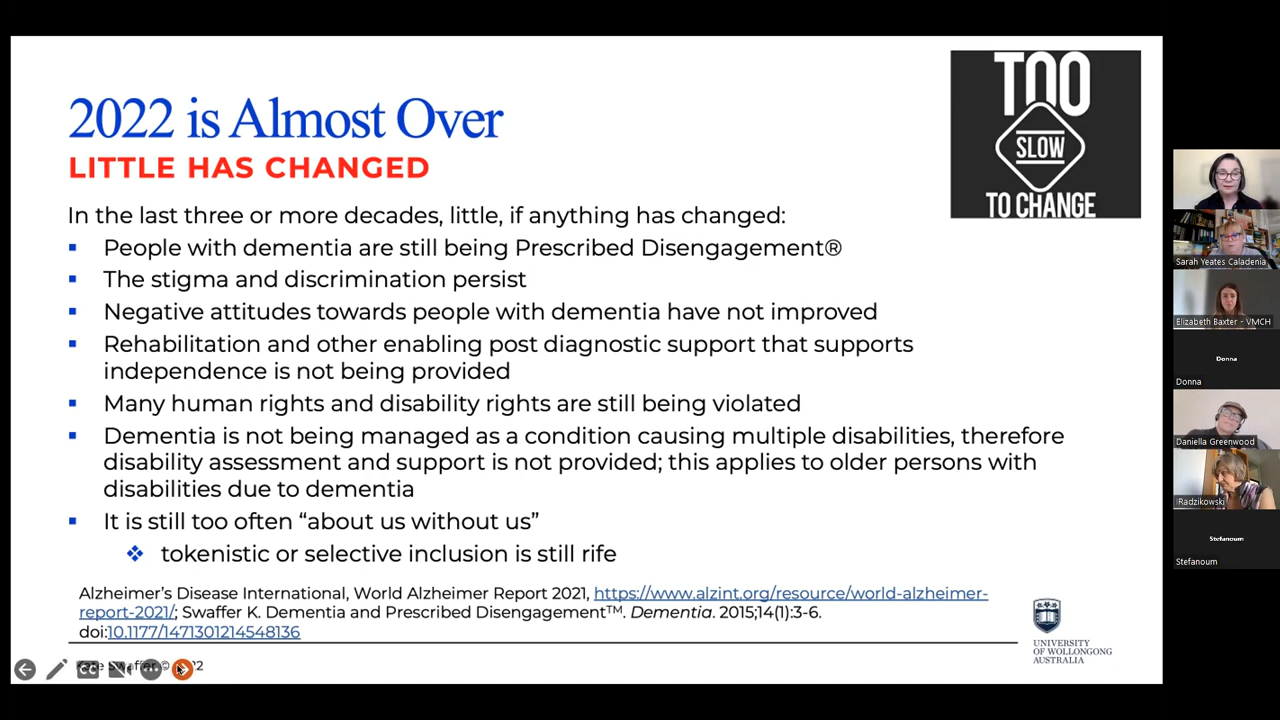 2022 is Almost Over
LITTLE HAS CHANGED
TOO
SLOW
TO CHANGE
In the last three or more decades, little, if anything has changed:
▪ People with dementia are still being Prescribed Disengagement®
▪ The stigma and discrimination persist
▪ Negative attitudes towards people with dementia have not improved
▪ Rehabilitation and other enabling post diagnostic support that supports
independence is not being provided
▪ Many human rights and disability rights are still being violated
▪ Dementia is not being managed as a condition causing multiple disabilities, therefore
disability assessment and support is not provided; this applies to older persons with
disabilities due to dementia
▪ It is still too often “about us without us”
❖ tokenistic or selective inclusion is still rife
Alzheimer’s Disease International, World Alzheimer Report 2021, https://www.alzint.org/resource/world-alzheimer-
report-2021/; Swaffer K. Dementia and Prescribed Disengagement™. Dementia. 2015;14(1):3-6.
doi:10.1177/1471301214548136
UNIVERSITY
OF WOLLONGONG
AUSTRALIA
CC
Sarah Yeates Caladenia
Elizabeth Baxter - VMCH
Donna
Donna
Daniella Greenwood
Radzikowski
Stefanoum
Stefanoum